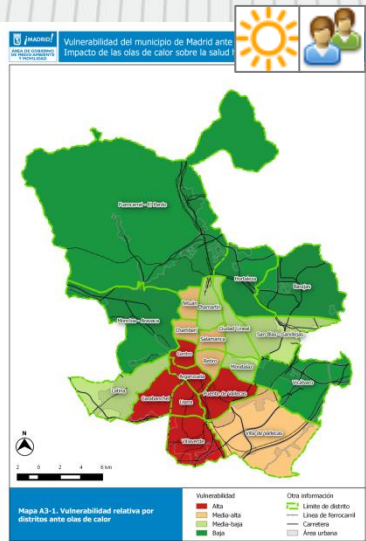 ¡MADRID!
ÁREA DE GOBIERNO
DE MEDIO AMBIENTE
Y MOVILIDAD
Vulnerabilidad del municipio de Madrid ante
Impacto de las olas de calor sobre la salud
Fuencarral - El Pardo
Hortaleza
Barajas
Tetuán
Chamartín
Moncloa - Aravaca
Ciudad Lineal
San Blas - Canillejas
Chamberí
Salamanca
Centro
Retiro
Moratalaz
Vicálvaro
Arganzuela
Latina
Carabanchel
Usera
Puente de Vallecas
Villaverde
Villa de Vallecas
N
2 0 2 4 6 km
Mapa A3-1. Vulnerabilidad relativa por
distritos ante olas de calor
Vulnerabilidad
Alta
Media-alta
Media-baja
Baja
Otra información
Límite de distrito
Línea de ferrocarril
Carretera
Área urbana